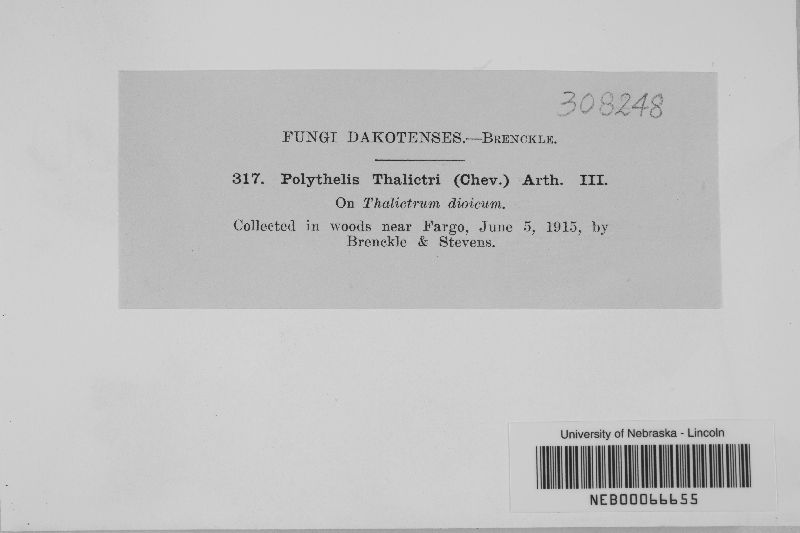 308248
FUNGI DAKOTENSES.—BRENCKLE.
317. Polythelis Thalictri (Chev.) Arth. III.
On Thalictrum dioicum.
Collected in woods near Fargo, June 5, 1915, by
Brenckle & Stevens.
University of Nebraska - Lincoln
NEB00066655